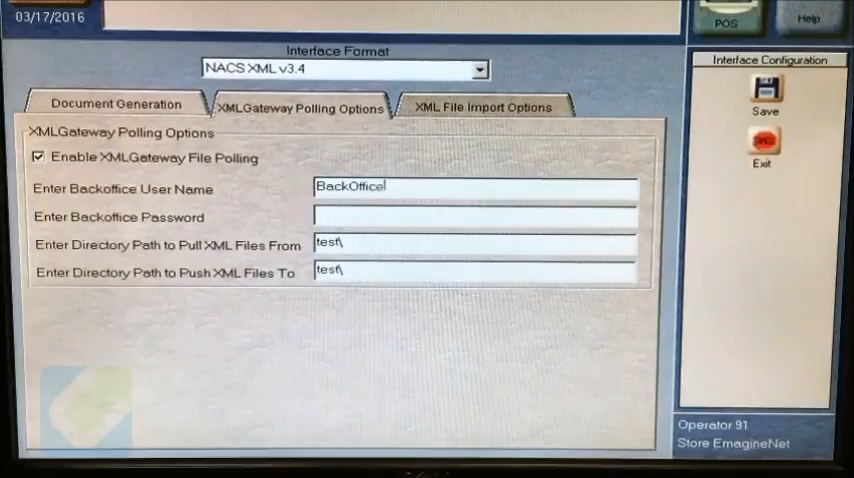 03/17/2016
POS
Help
Interface Format
NACS XML v3.4
Document Generation
XMLGateway Polling Options
XML File Import Options
XMLGateway Polling Options
Enable XMLGateway File Polling
Enter Backoffice User Name
BackOffice
Enter Backoffice Password
Enter Directory Path to Pull XML Files From
test\
Enter Directory Path to Push XML Files To
test\
Interface Configuration
Save
Exit
Operator 91
Store EmagineNet